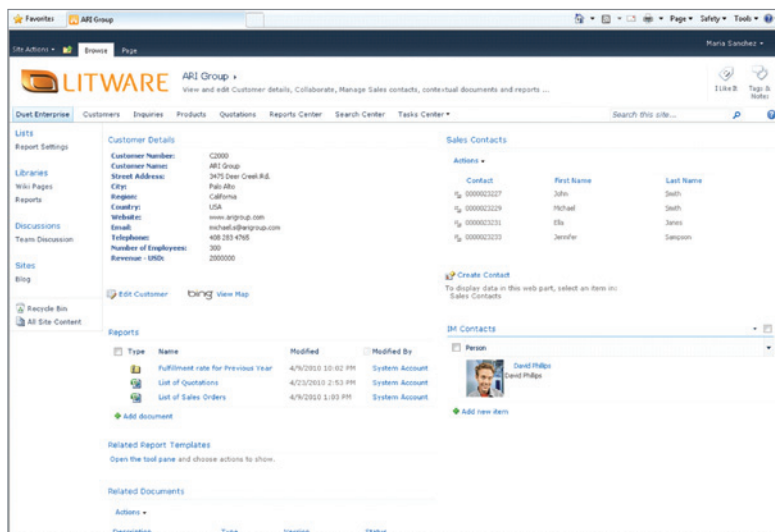 Favorites
ARI Group
Page
Safety
Tools
Site Actions
Browse
Page
Maria Sanchez
LITWARE
ARI Group
View and edit Customer details, Collaborate, Manage Sales contacts, contextual documents and reports ...
I Like It
Tags & Notes
Duet Enterprise
Customers
Inquiries
Products
Quotations
Reports Center
Search Center
Tasks Center
Search this site...
Lists
Report Settings
Libraries
Wiki Pages
Reports
Discussions
Team Discussion
Sites
Blog
Recycle Bin
All Site Content
Customer Details
Customer Number: C2000
Customer Name: ARI Group
Street Address: 3475 Deer Creek Rd.
City: Palo Alto
Region: California
Country: USA
Website: www.arigroup.com
Email: michael.s@arigroup.com
Telephone: 408 283 4765
Number of Employees: 300
Revenue - USD: 2000000
Edit Customer
bing View Map
Reports
Type Name Modified Modified By
Fulfillment rate for Previous Year 4/9/2010 10:02 PM System Account
List of Quotations 4/23/2010 2:53 PM System Account
List of Sales Orders 4/9/2010 1:03 PM System Account
Add document
Related Report Templates
Open the tool pane and choose actions to show.
Related Documents
Actions
Description Type Version Status
Sales Contacts
Actions
Contact First Name Last Name
0000023227 John Smith
0000023229 Michael Smith
0000023231 Ella Janes
0000023233 Jennifer Sampson
Create Contact
To display data in this web part, select an item in:
Sales Contacts
IM Contacts
Person
David Phillips
David Phillips
Add new item